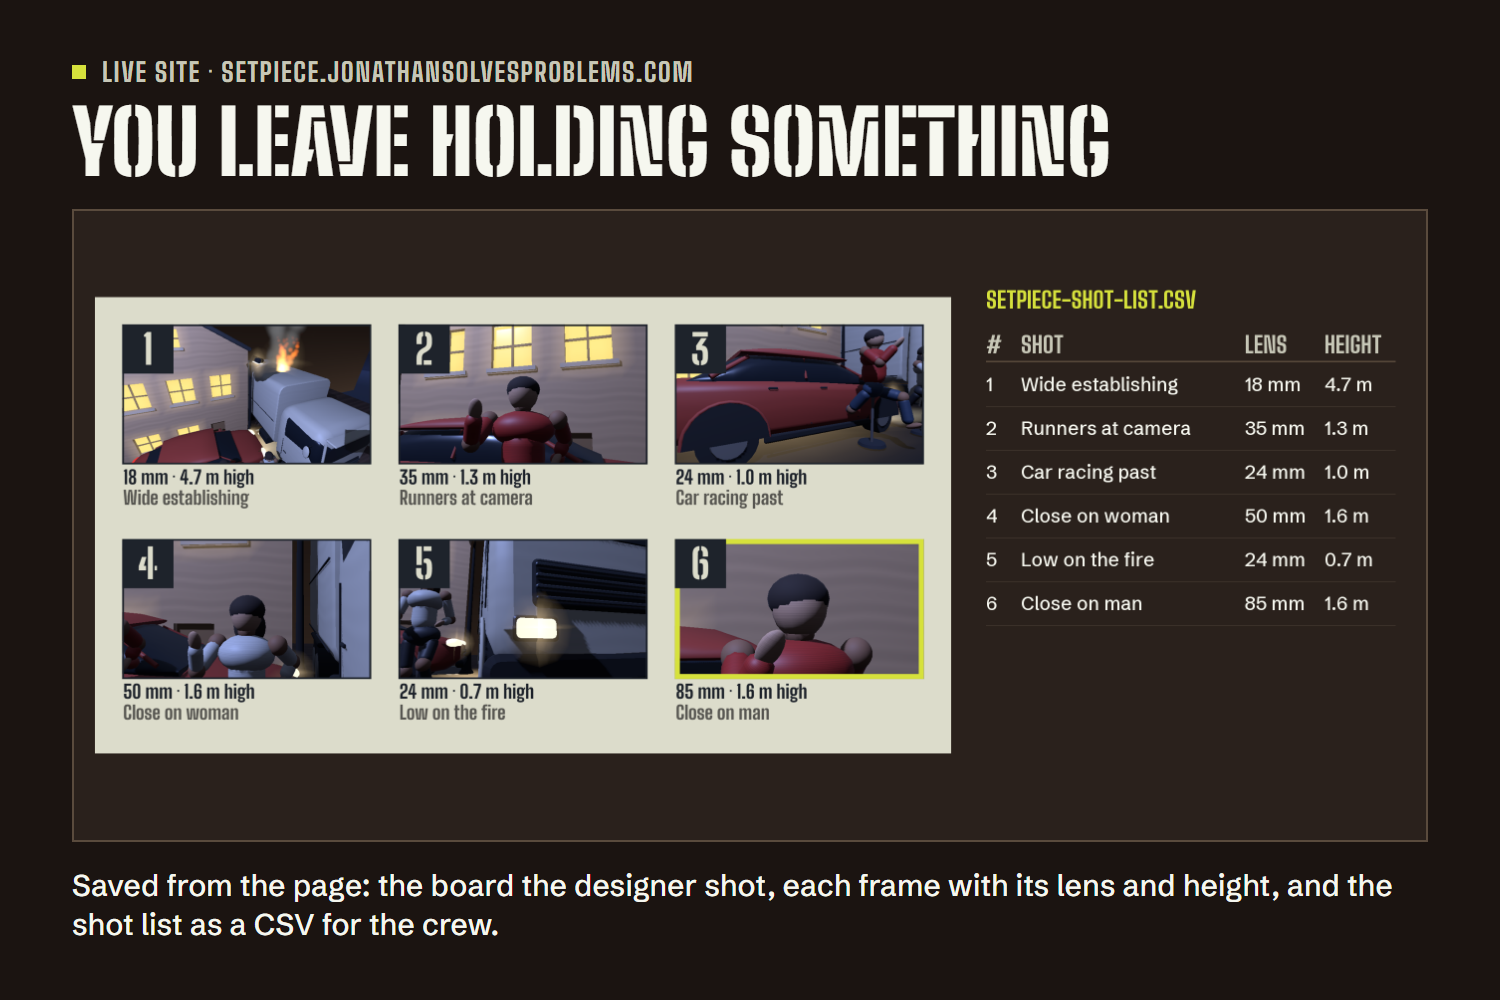 LIVE SITE · SETPIECE.JONATHANSOLVESPROBLEMS.COM
YOU LEAVE HOLDING SOMETHING
1
18 mm · 4.7 m high
Wide establishing
2
35 mm · 1.3 m high
Runners at camera
3
24 mm · 1.0 m high
Car racing past
4
50 mm · 1.6 m high
Close on woman
5
24 mm · 0.7 m high
Low on the fire
6
85 mm · 1.6 m high
Close on man
SETPIECE-SHOT-LIST.CSV
# SHOT LENS HEIGHT
1 Wide establishing 18 mm 4.7 m
2 Runners at camera 35 mm 1.3 m
3 Car racing past 24 mm 1.0 m
4 Close on woman 50 mm 1.6 m
5 Low on the fire 24 mm 0.7 m
6 Close on man 85 mm 1.6 m
Saved from the page: the board the designer shot, each frame with its lens and height, and the
shot list as a CSV for the crew.